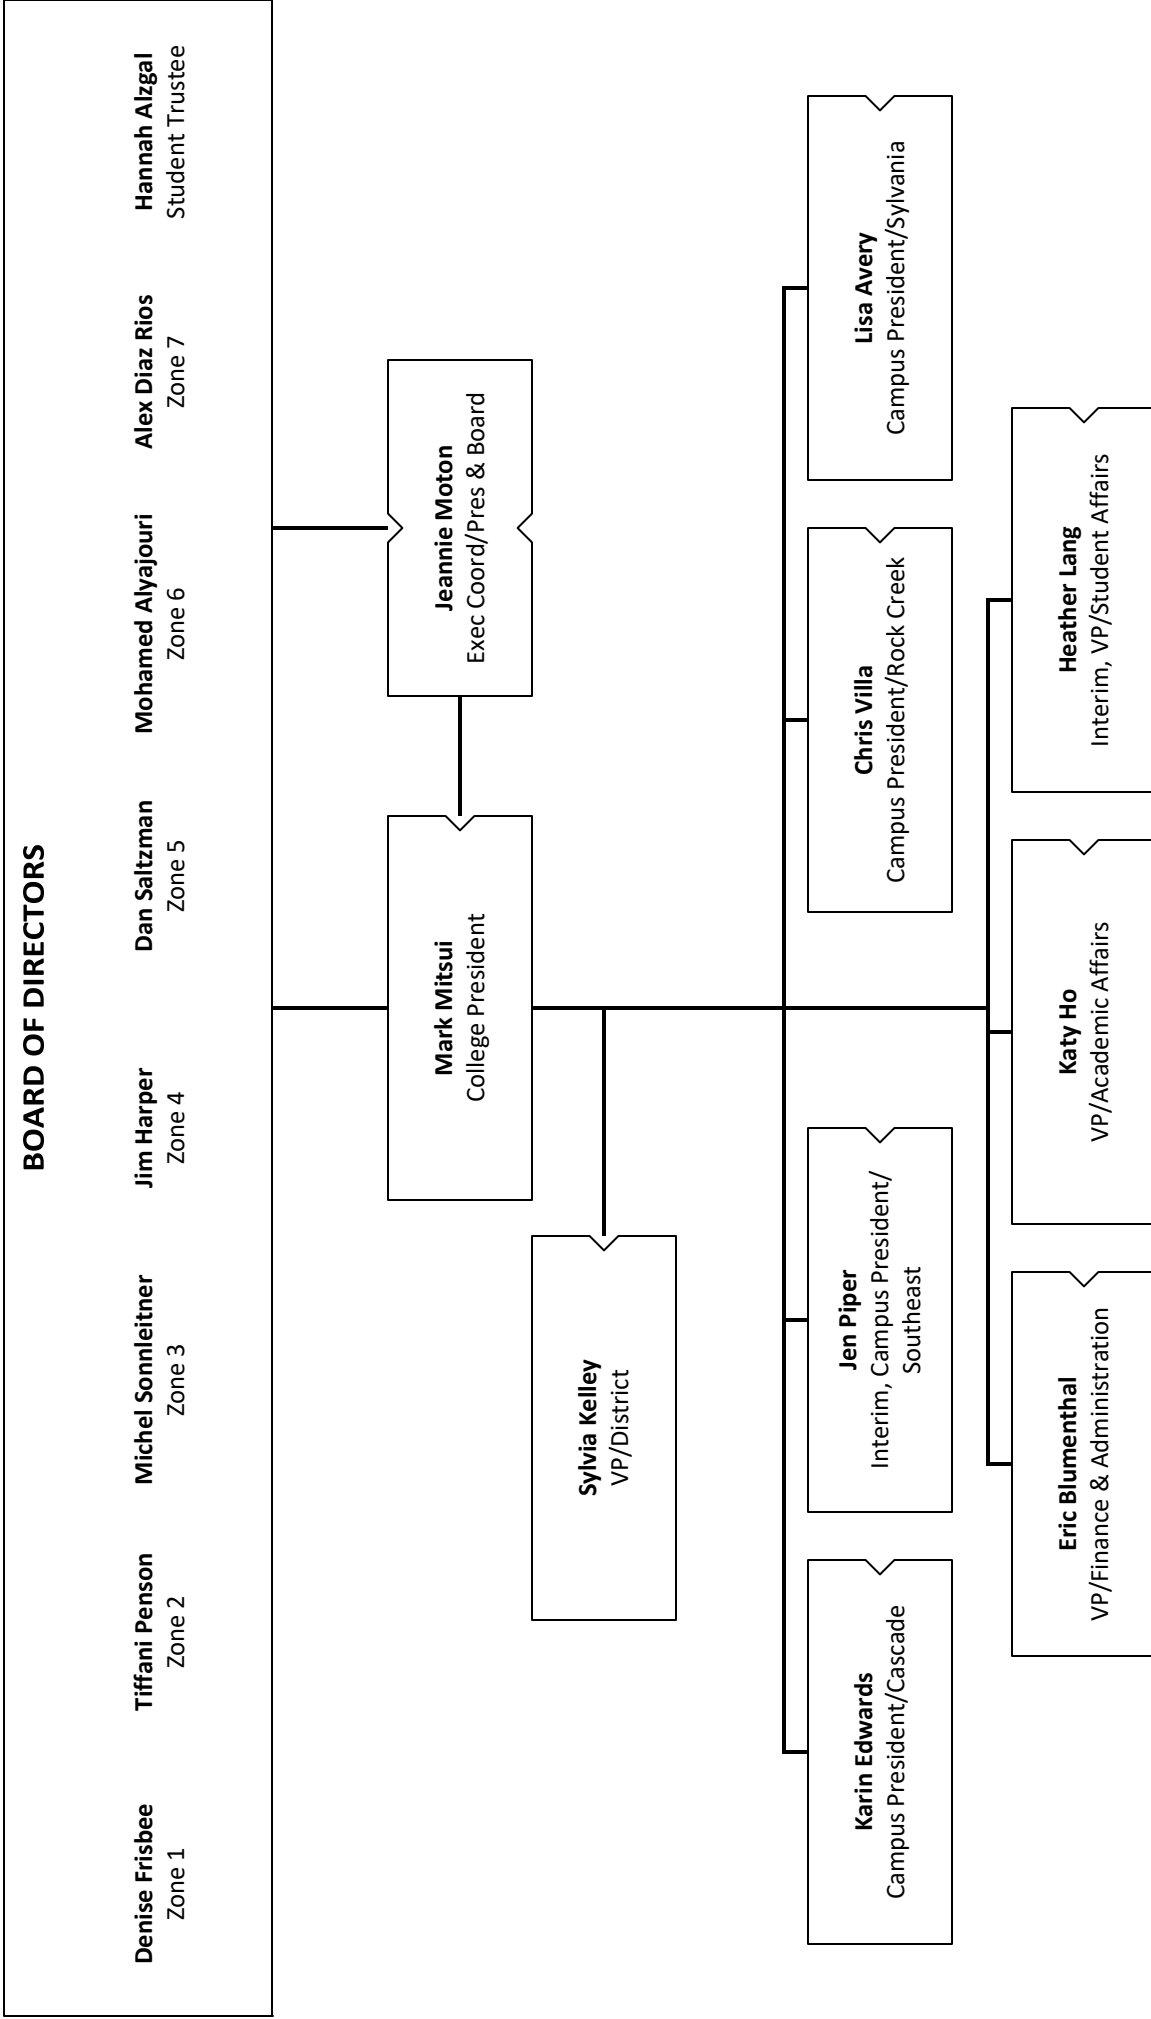 BOARD OF DIRECTORS
Denise Frisbee
Zone 1
Tiffani Penson
Zone 2
Michel Sonnleitner
Zone 3
Jim Harper
Zone 4
Dan Saltzman
Zone 5
Mohamed Alyajouri
Zone 6
Alex Diaz Rios
Zone 7
Hannah Alzgal
Student Trustee
Mark Mitsui
College President
Jeannie Moton
Exec Coord/Pres & Board
Sylvia Kelley
VP/District
Karin Edwards
Campus President/Cascade
Jen Piper
Interim, Campus President/
Southeast
Chris Villa
Campus President/Rock Creek
Lisa Avery
Campus President/Sylvania
Eric Blumenthal
VP/Finance & Administration
Katy Ho
VP/Academic Affairs
Heather Lang
Interim, VP/Student Affairs